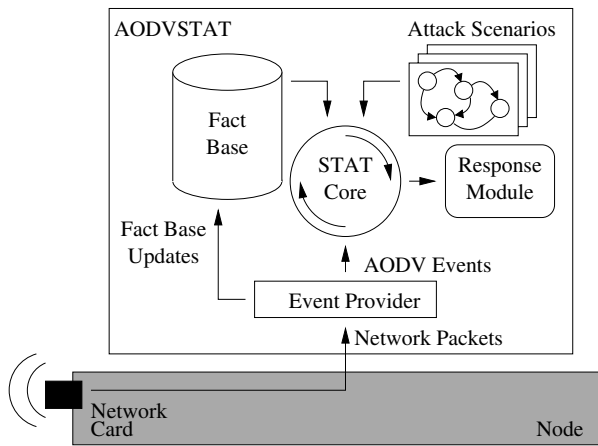 AODVSTAT
Attack Scenarios
Fact
Base
STAT
Core
Response
Module
Fact Base
Updates
AODV Events
Event Provider
Network Packets
Network
Card
Node